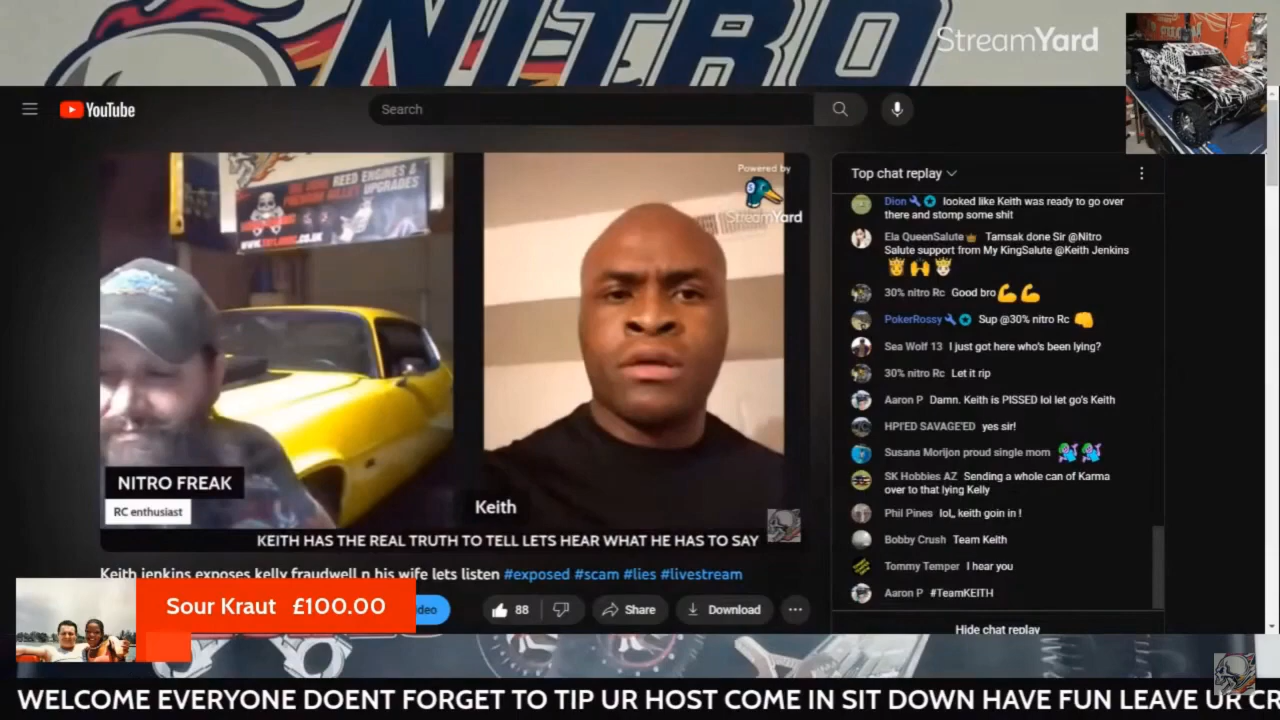 NITRO
StreamYard
YouTube
Search
REED ENGINES &
UPGRADES
Powered by
StreamYard
NITRO FREAK
RC enthusiast
Keith
KEITH HAS THE REAL TRUTH TO TELL LETS HEAR WHAT HE HAS TO SAY
Keith jenkins exposes kelly fraudwell n his wife lets listen #exposed #scam #lies #livestream
88
Share
Download
Top chat replay
Dion looked like Keith was ready to go over
there and stomp some shit
Ela QueenSalute Tamsak done Sir @Nitro
Salute support from My KingSalute @Keith Jenkins
30% nitro Rc Good bro
PokerRossy Sup @30% nitro Rc
Sea Wolf 13 I just got here who's been lying?
30% nitro Rc Let it rip
Aaron P Damn. Keith is PISSED lol let go's Keith
HPI'ED SAVAGE'ED yes sir!
Susana Morijon proud single mom
SK Hobbies AZ Sending a whole can of Karma
over to that lying Kelly
Phil Pines lol,, keith goin in !
Bobby Crush Team Keith
Tommy Temper I hear you
Aaron P #TeamKEITH
Hide chat replay
Sour Kraut £100.00
WELCOME EVERYONE DOENT FORGET TO TIP UR HOST COME IN SIT DOWN HAVE FUN LEAVE UR CR